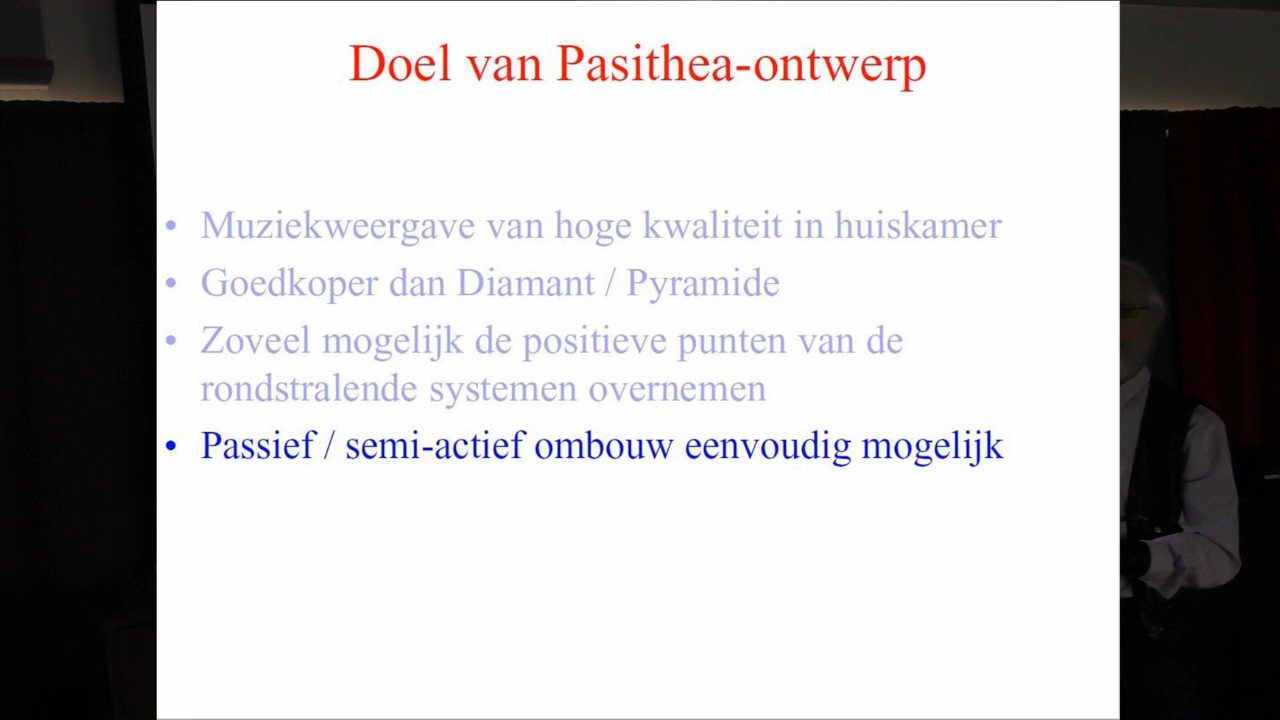 Doel van Pasithea-ontwerp
• Muziekweergave van hoge kwaliteit in huiskamer
• Goedkoper dan Diamant / Pyramide
• Zoveel mogelijk de positieve punten van de
rondstralende systemen overnemen
• Passief / semi-actief ombouw eenvoudig mogelijk